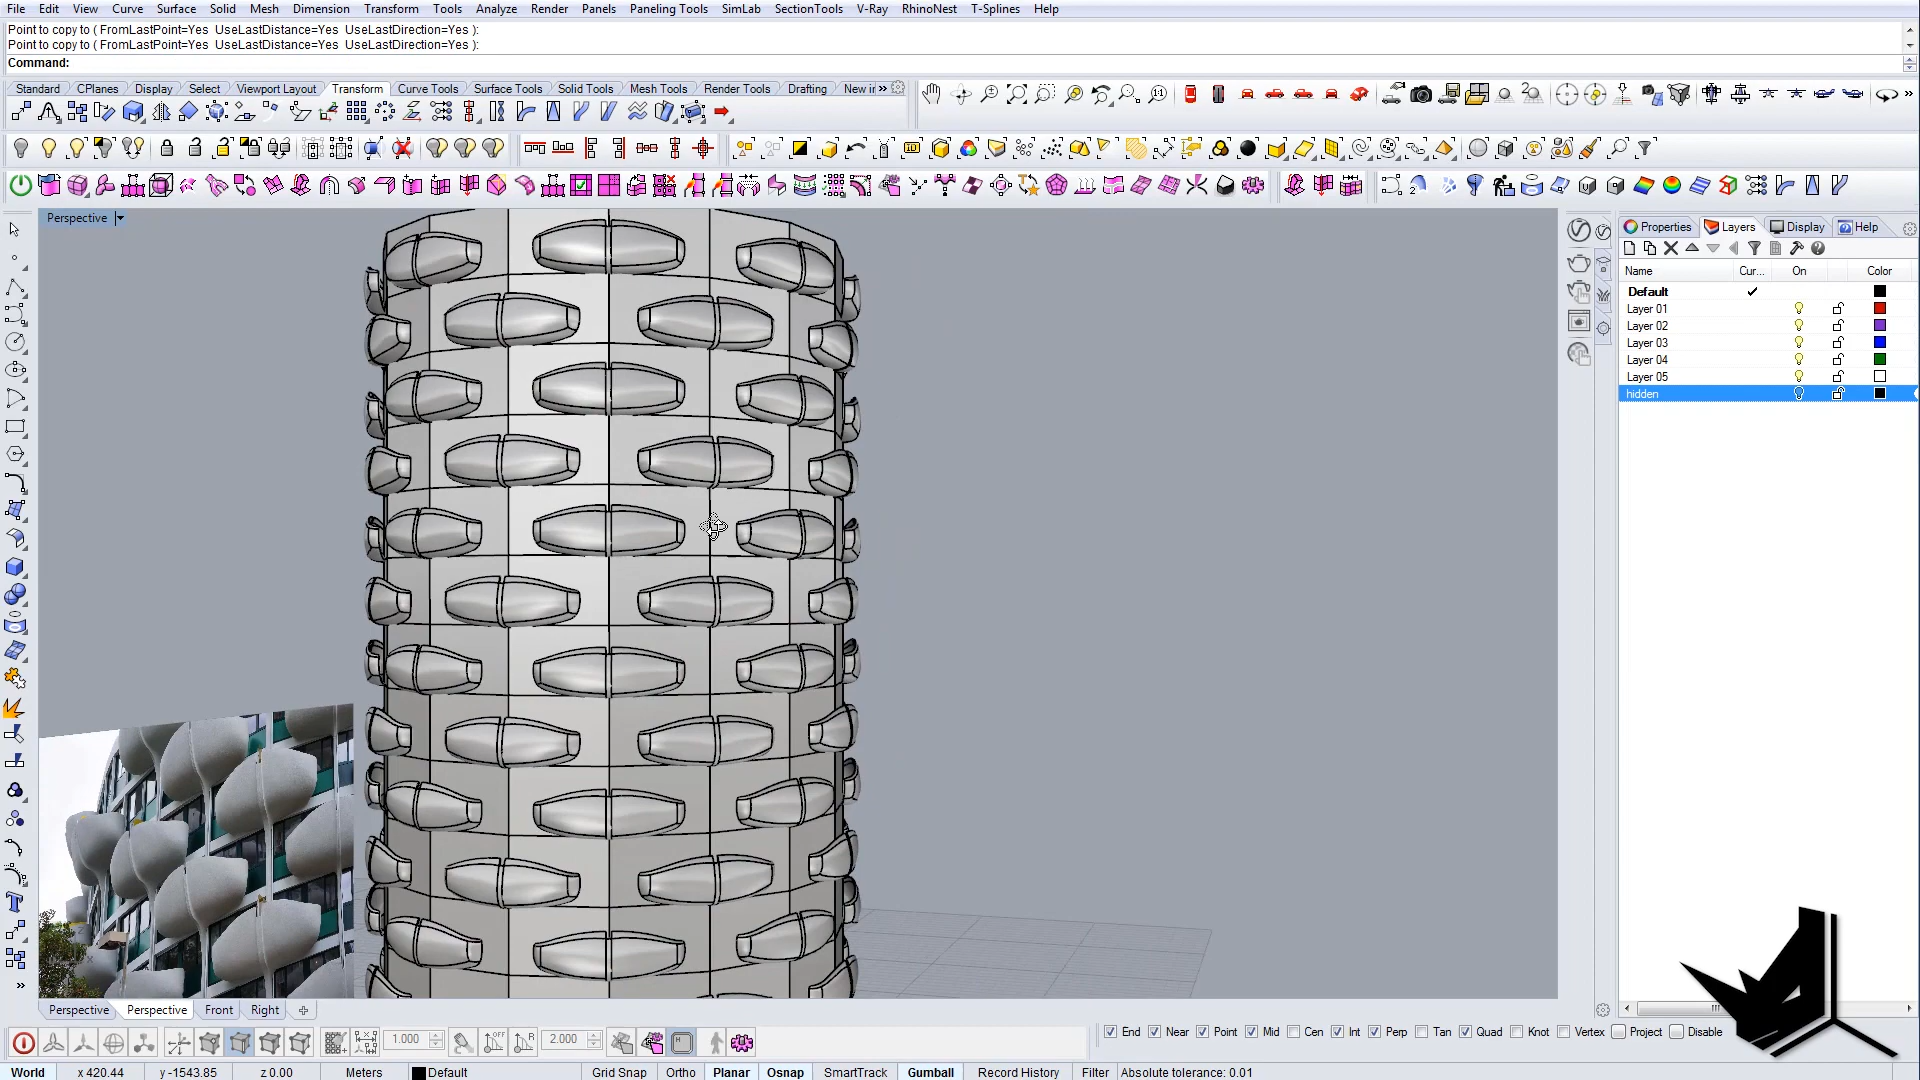 File Edit View Curve Surface Solid Mesh Dimension Transform Tools Analyze Render Panels Paneling Tools SimLab SectionTools V-Ray RhinoNest T-Splines Help
Point to copy to ( FromLastPoint=Yes UseLastDistance=Yes UseLastDirection=Yes ):
Point to copy to ( FromLastPoint=Yes UseLastDistance=Yes UseLastDirection=Yes ):
Command:
Standard CPlanes Display Select Viewport Layout Transform Curve Tools Surface Tools Solid Tools Mesh Tools Render Tools Drafting New in
Perspective
Properties Layers Display Help
Name Cur... On Color
Default
Layer 01
Layer 02
Layer 03
Layer 04
Layer 05
hidden
Perspective Perspective Front Right
1.000 2.000
End Near Point Mid Cen Int Perp Tan Quad Knot Vertex Project Disable
World x 420.44 y -1543.85 z 0.00 Meters Default Grid Snap Ortho Planar Osnap SmartTrack Gumball Record History Filter Absolute tolerance: 0.01